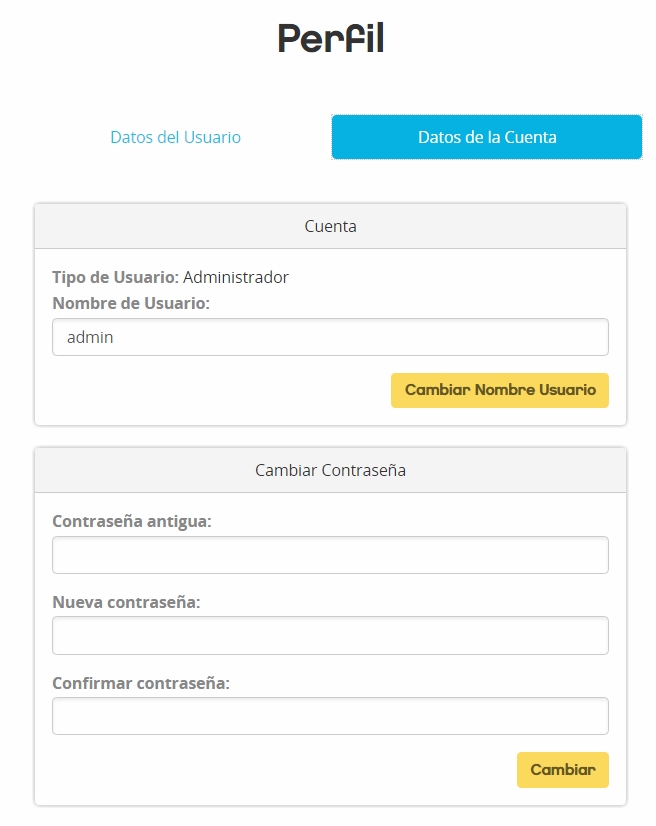 Perfil
Datos del Usuario
Datos de la Cuenta
Cuenta
Tipo de Usuario: Administrador
Nombre de Usuario:
admin
Cambiar Nombre Usuario
Cambiar Contraseña
Contraseña antigua:
Nueva contraseña:
Confirmar contraseña:
Cambiar